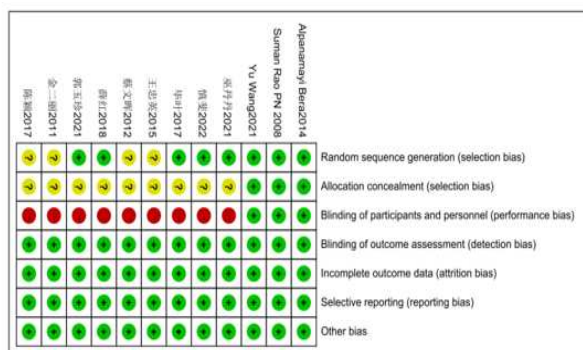 陈颖2017
金二丽2011
郭玉珍2021
薛红2018
蔡文晖2012
王忠英2015
毕叶2017
慎斐2022
巫丹丹2021
Yu Wang2021
Suman Rao PN 2008
Alpanamayi Bera2014
Random sequence generation (selection bias)
Allocation concealment (selection bias)
Blinding of participants and personnel (performance bias)
Blinding of outcome assessment (detection bias)
Incomplete outcome data (attrition bias)
Selective reporting (reporting bias)
Other bias